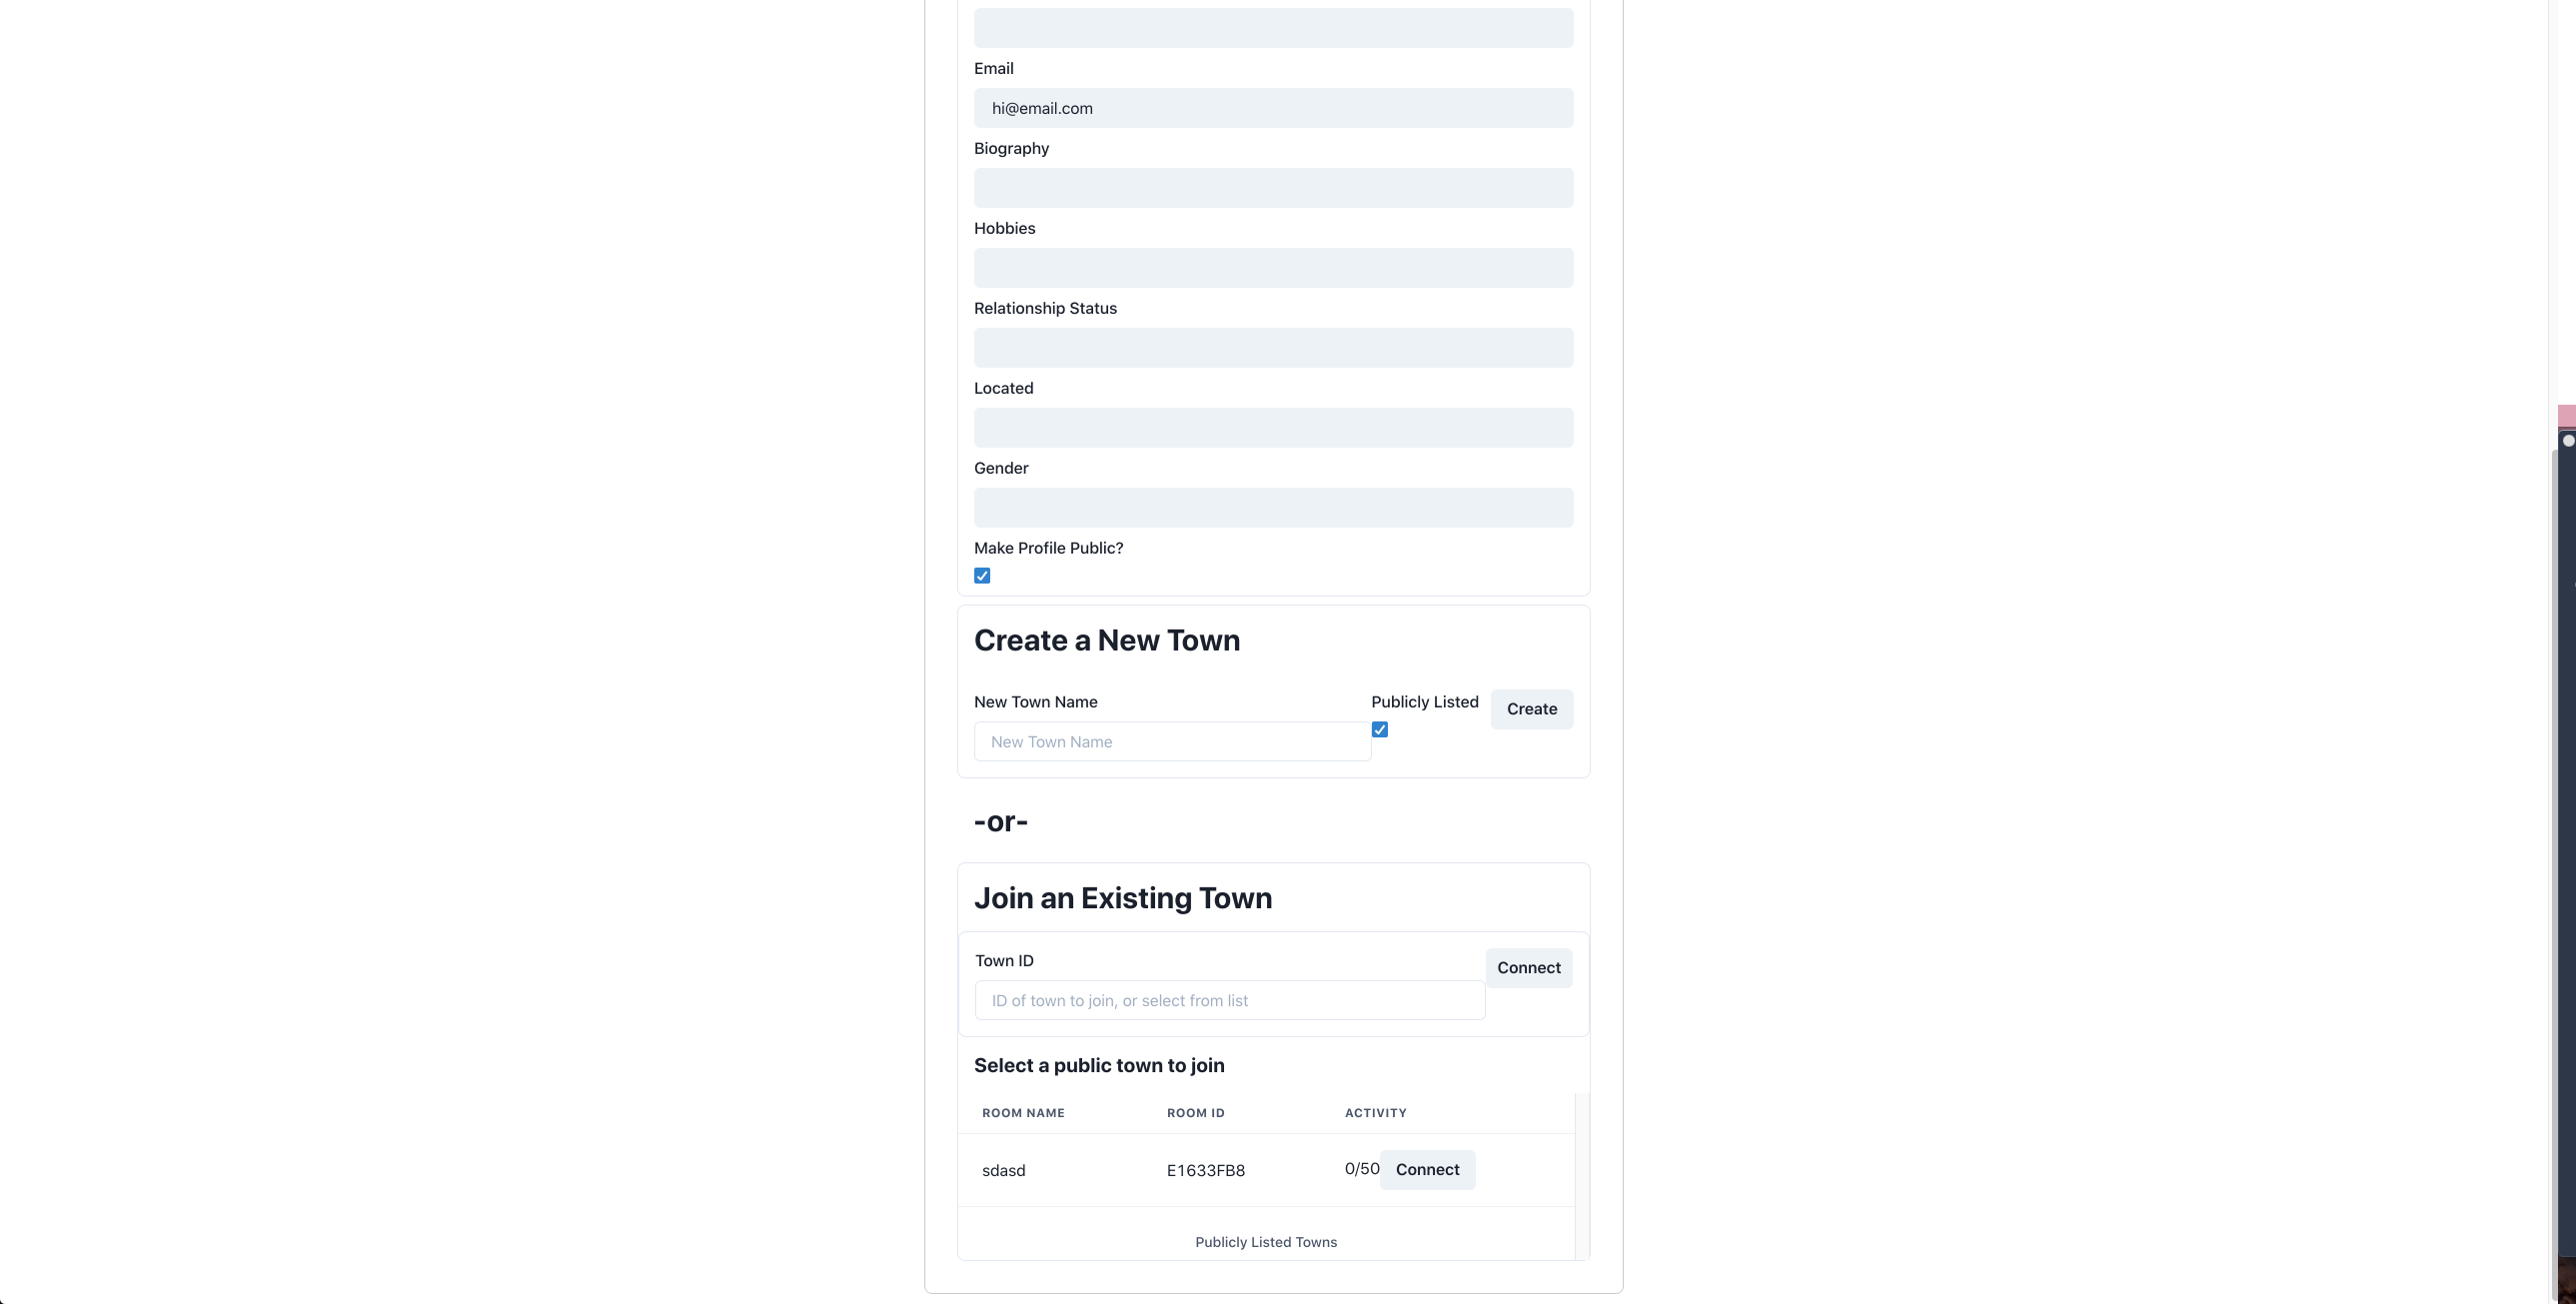 Email
hi@email.com
Biography
Hobbies
Relationship Status
Located
Gender
Make Profile Public?
Create a New Town
New Town Name
Publicly Listed
Create
New Town Name
-or-
Join an Existing Town
Town ID
Connect
ID of town to join, or select from list
Select a public town to join
ROOM NAME ROOM ID ACTIVITY
sdasd E1633FB8 0/50 Connect
Publicly Listed Towns